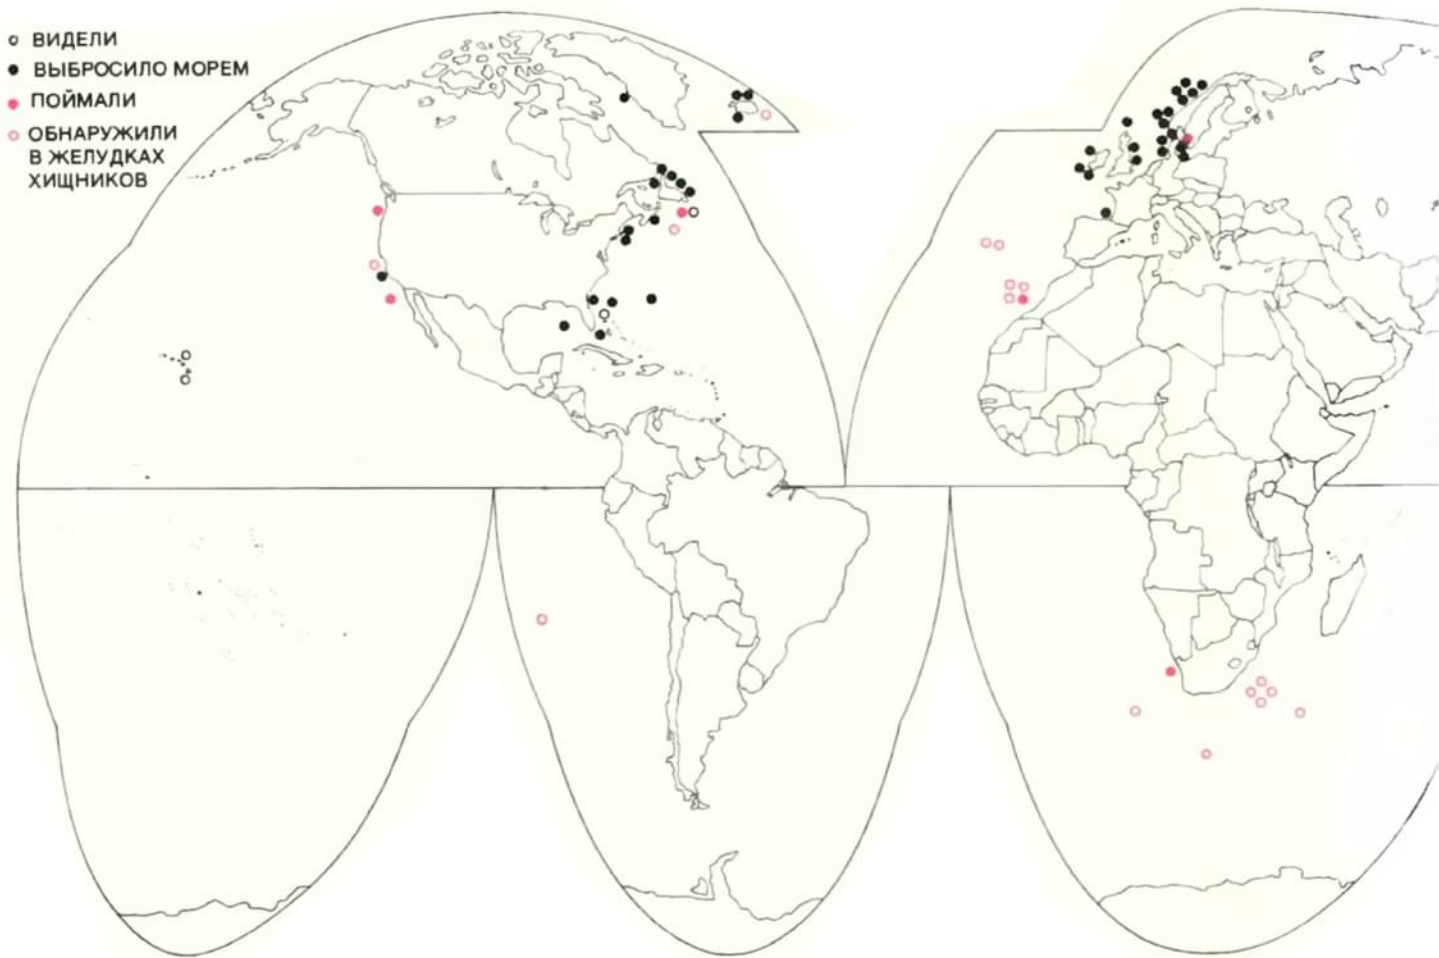 ВИДЕЛИ
ВЫБРОСИЛО МОРЕМ
ПОЙМАЛИ
ОБНАРУЖИЛИ
В ЖЕЛУДКАХ
ХИЩНИКОВ